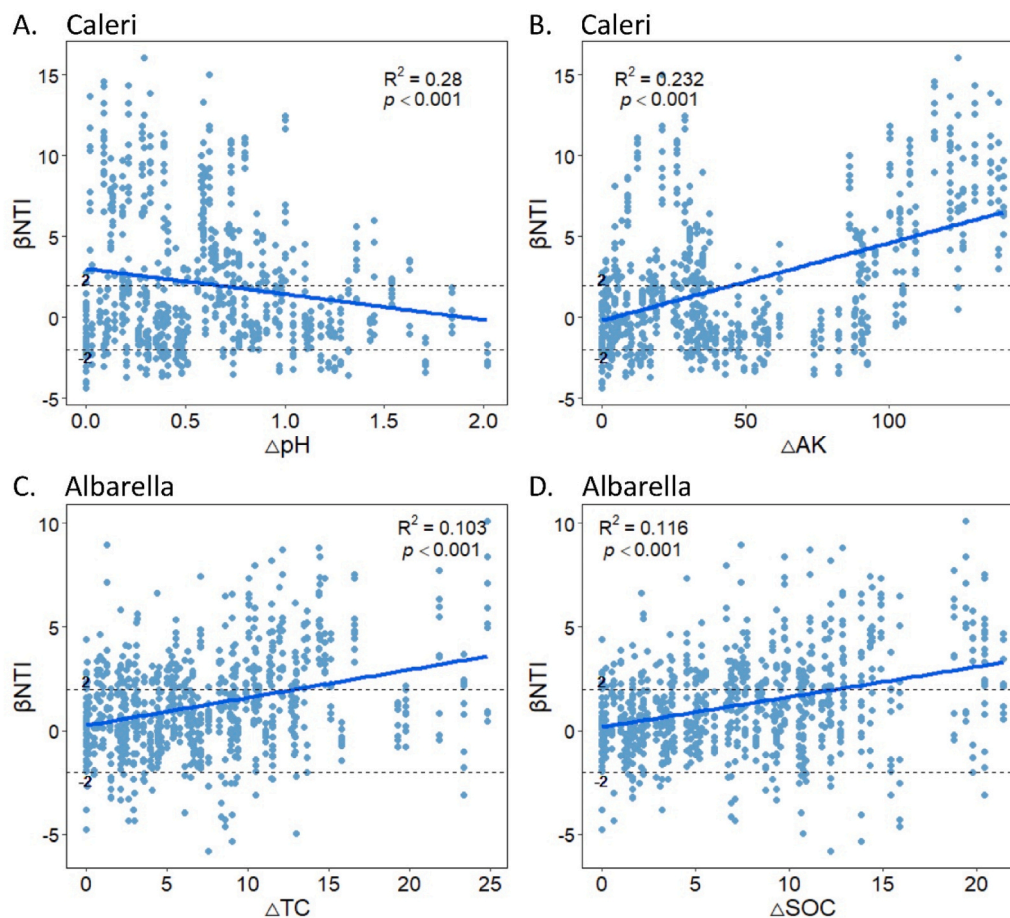 A. Caleri
R² = 0.28
p < 0.001
βNTI
15
10
5
2
0
-2
-5
0.0 0.5 1.0 1.5 2.0
△pH
B. Caleri
R² = 0.232
p < 0.001
βNTI
15
10
5
2
0
-2
-5
0 50 100
△AK
C. Albarella
R² = 0.103
p < 0.001
βNTI
10
5
2
0
-2
-5
0 5 10 15 20 25
△TC
D. Albarella
R² = 0.116
p < 0.001
βNTI
10
5
2
0
-2
-5
0 5 10 15 20
△SOC